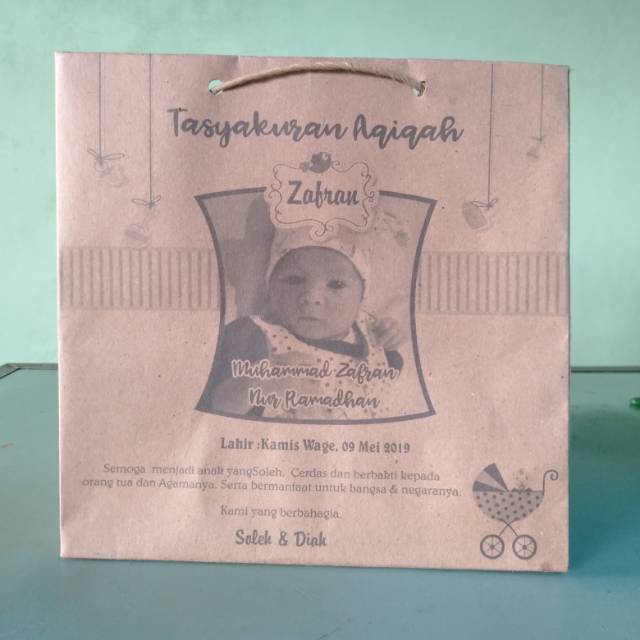 Tasyakuran Aqiqah
Zafran
Muhammad Zafran
Nur Ramadhan
Lahir :Kamis Wage, 09 Mei 2019
Semoga menjadi anak yangSoleh, Cerdas dan berbakti kepada
orang tua dan Agamanya. Serta bermanfaat untuk bangsa & negaranya.
Kami yang berbahagia.
Soleh & Diah